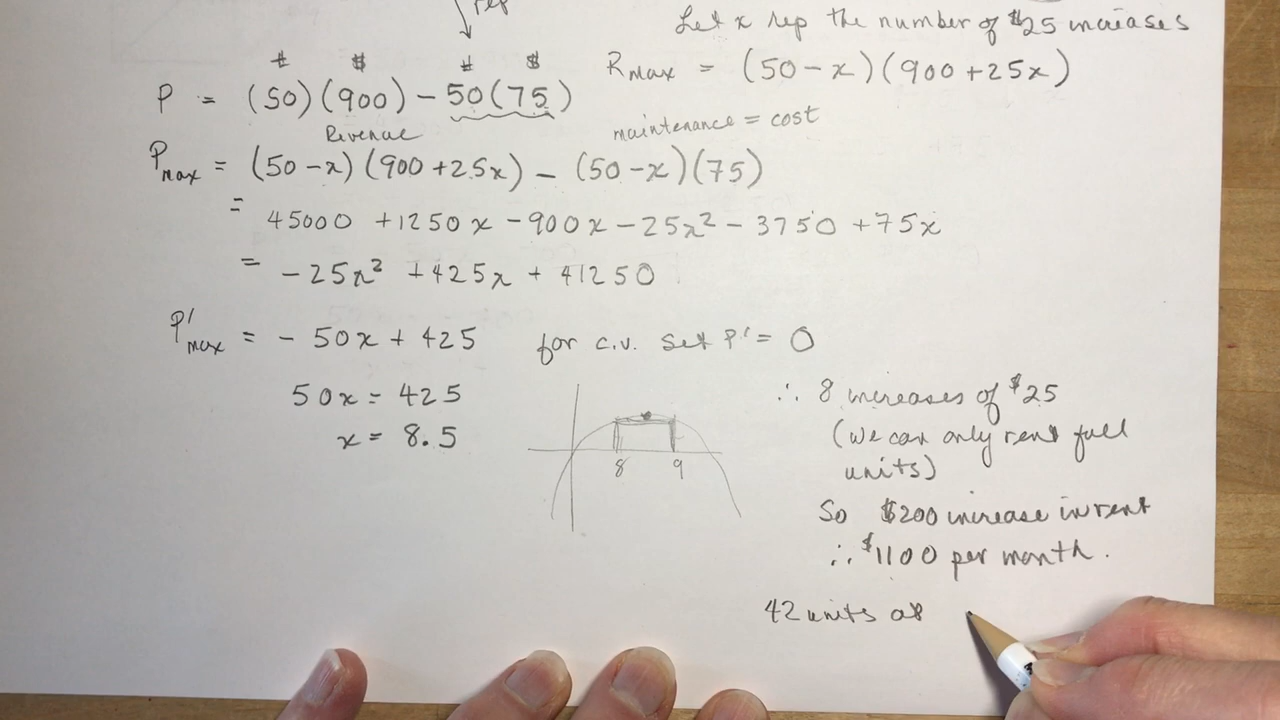 rep
Let x rep the number of $25 increases
# $ # $
P = (50)(900) - 50(75)
R max = (50-x)(900+25x)
Revenue
maintenance = cost
P max = (50-x)(900+25x) - (50-x)(75)
= 45000 +1250x -900x -25x² - 3750 +75x
= -25x² +425x + 41250
P' max = - 50x + 425 for c.v. set P' = 0
50x = 425
x = 8.5
8 9
∴ 8 increases of $25
(we can only rent full
units)
So $200 increase in rent
∴ $1100 per month.
42 units at